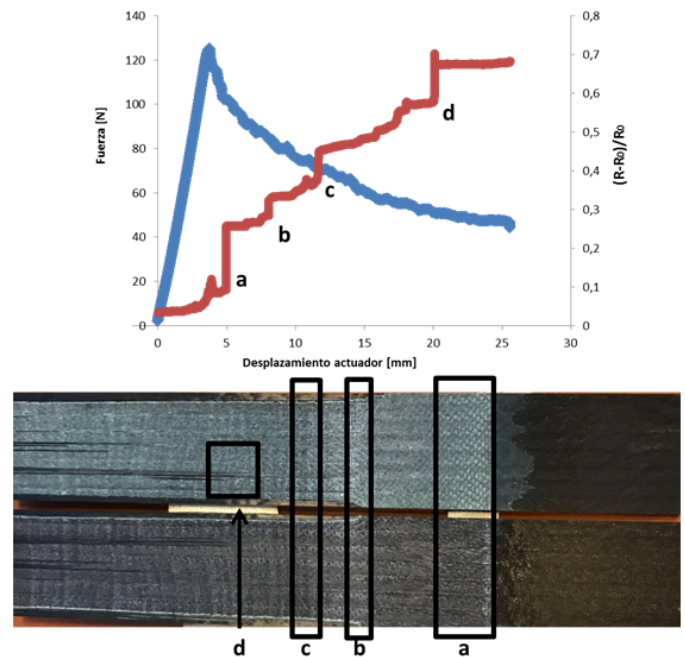 140
120
100
80
60
40
20
0
Fuerza [N]
0,8
0,7
0,6
0,5
0,4
0,3
0,2
0,1
0
(R-R₀)/R₀
a
b
c
d
0 5 10 15 20 25 30
Desplazamiento actuador [mm]
d c b a